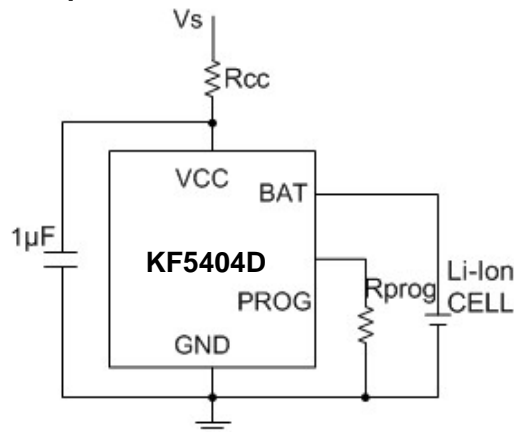 Vs
Rcc
VCC
BAT
1µF
KF5404D
Li-Ion
Rprog
CELL
PROG
GND